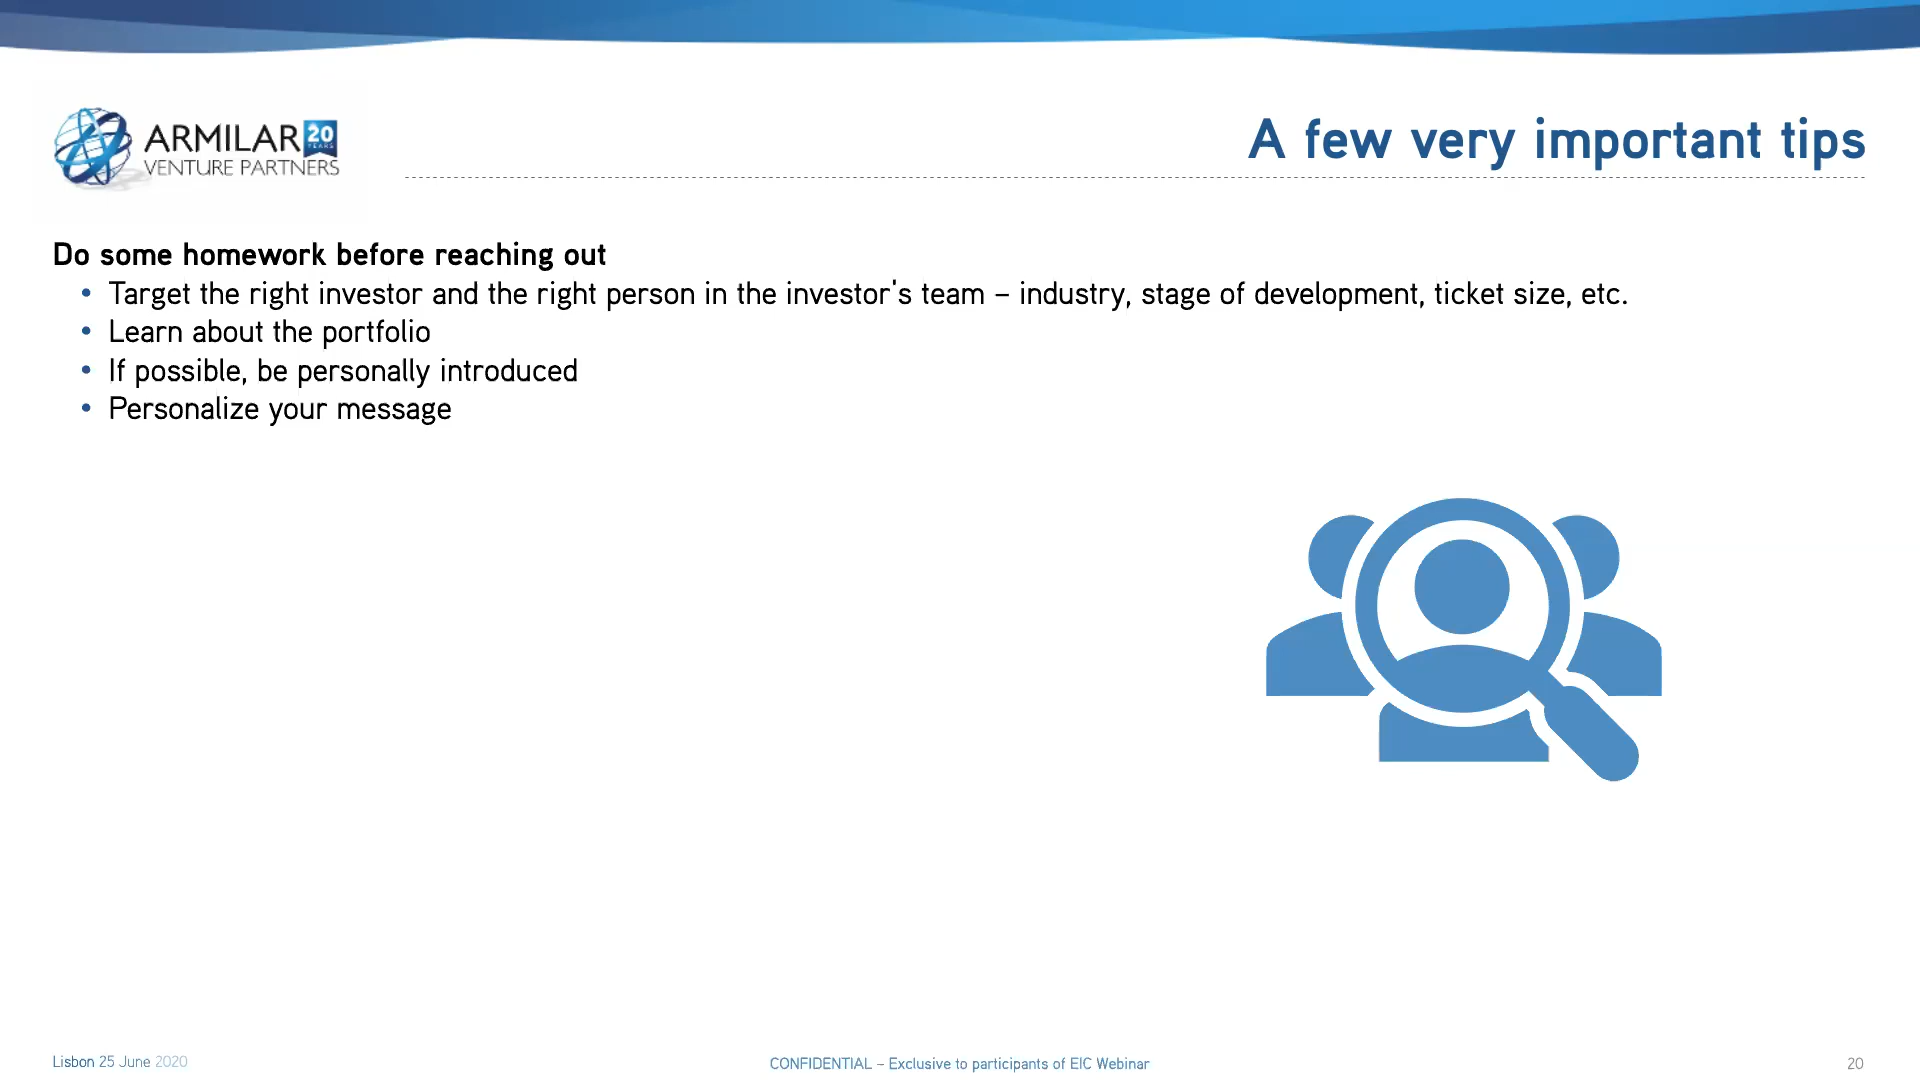 ARMILAR 20
YEARS
VENTURE PARTNERS
A few very important tips
Do some homework before reaching out
• Target the right investor and the right person in the investor's team – industry, stage of development, ticket size, etc.
• Learn about the portfolio
• If possible, be personally introduced
• Personalize your message
Lisbon 25 June 2020
CONFIDENTIAL – Exclusive to participants of EIC Webinar
20